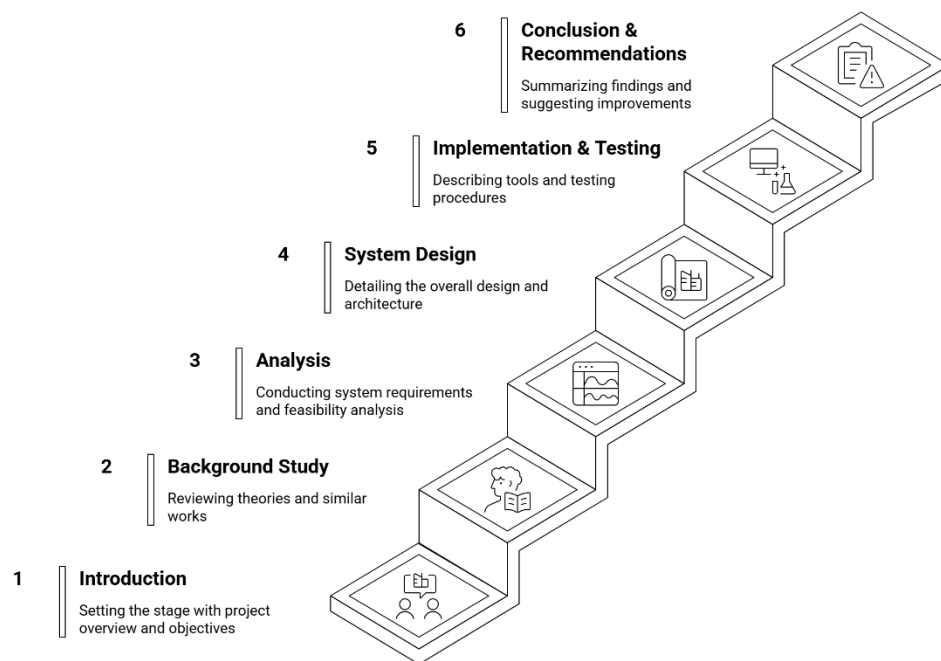 6
Conclusion &
Recommendations
Summarizing findings and
suggesting improvements
5
Implementation & Testing
Describing tools and testing
procedures
4
System Design
Detailing the overall design and
architecture
3
Analysis
Conducting system requirements
and feasibility analysis
2
Background Study
Reviewing theories and similar
works
1
Introduction
Setting the stage with project
overview and objectives